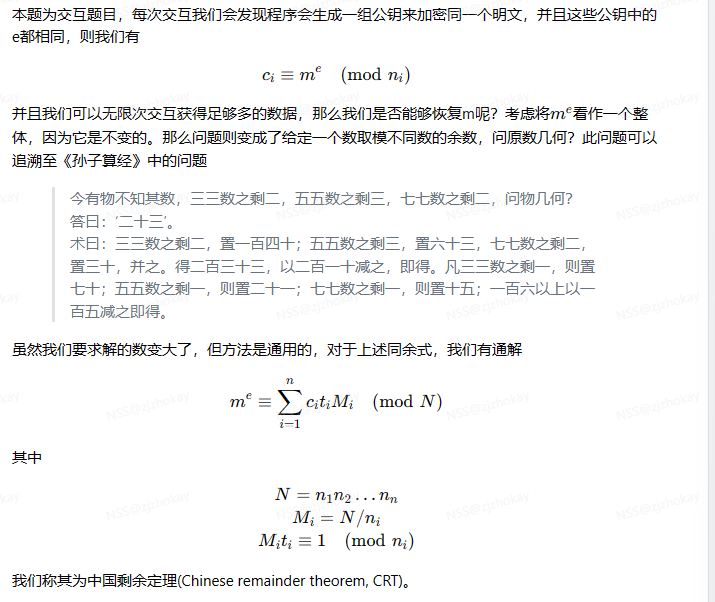 本题为交互题目，每次交互我们会发现程序会生成一组公钥来加密同一个明文，并且这些公钥中的
e都相同，则我们有
c_i ≡ m^e (mod n_i)
并且我们可以无限次交互获得足够多的数据，那么我们是否能够恢复m呢？考虑将m^e看作一个整
体，因为它是不变的。那么问题则变成了给定一个数取模不同数的余数，问原数几何？此问题可以
追溯至《孙子算经》中的问题
今有物不知其数，三三数之剩二，五五数之剩三，七七数之剩二，问物几何？
答曰：‘二十三’。
术曰：三三数之剩二，置一百四十；五五数之剩三，置六十三，七七数之剩二，
置三十，并之。得二百三十三，以二百一十减之，即得。凡三三数之剩一，则置
七十；五五数之剩一，则置二十一；七七数之剩一，则置十五；一百六以上以一
百五减之即得。
虽然我们要求解的数变大了，但方法是通用的，对于上述同余式，我们有通解
m^e ≡ ∑_{i-1}^{n} c_i t_i M_i (mod N)
其中
N = n_1 n_2 … n_n
M_i = N/n_i
M_i t_i ≡ 1 (mod n_i)
我们称其为中国剩余定理(Chinese remainder theorem, CRT)。